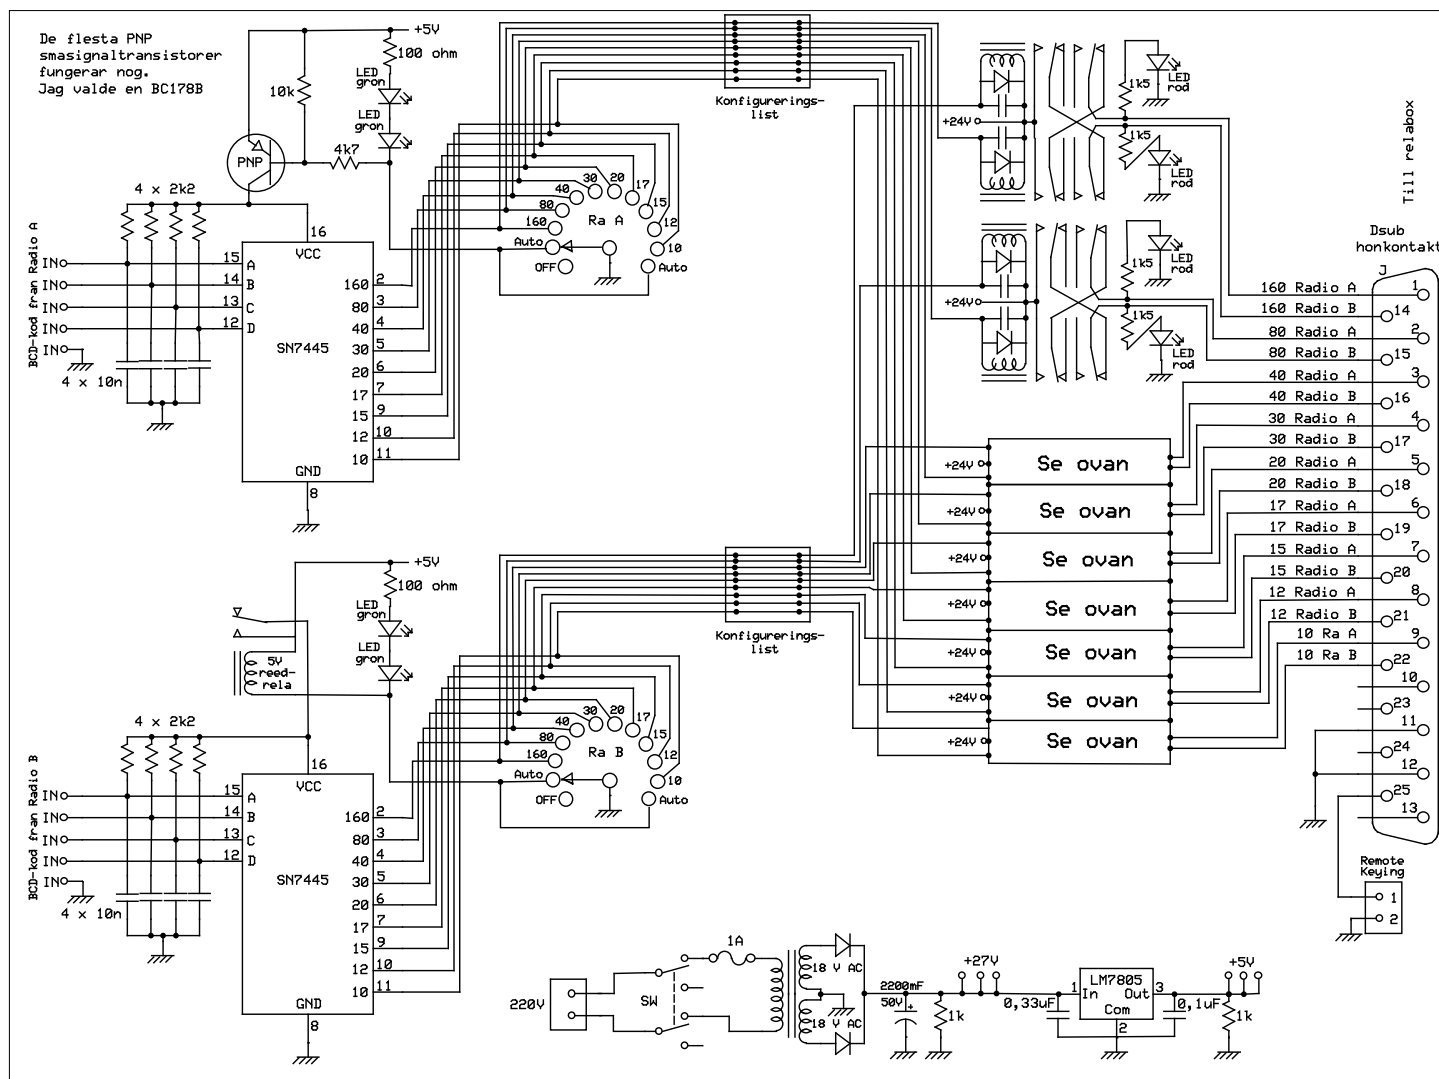 De flesta PNP
smasignaltransistorer
fungerar nog.
Jag valde en BC178B
+5V
100 ohm
LED
gron
LED
gron
10k
4k7
PNP
4 x 2k2
16
VCC
BCD-kod fran Radio A
IN
IN
IN
IN
IN
15 A
14 B
13 C
12 D
SN7445
160 2
80 3
40 4
30 5
20 6
17 7
15 9
12 10
10 11
GND
8
4 x 10n
Ra A
OFF
Auto
160
80
40
30
20
17
15
12
10
Auto
Konfigurerings-
list
+24V
1k5
LED
rod
1k5
LED
rod
+24V
1k5
LED
rod
1k5
LED
rod
Till relabox
Dsub
honkontakt
J
160 Radio A 1
160 Radio B 14
80 Radio A 2
80 Radio B 15
40 Radio A 3
40 Radio B 16
30 Radio A 4
30 Radio B 17
20 Radio A 5
20 Radio B 18
17 Radio A 6
17 Radio B 19
15 Radio A 7
15 Radio B 20
12 Radio A 8
12 Radio B 21
10 Ra A 9
10 Ra B 22
10
23
11
24
12
25
13
+24V Se ovan
+24V Se ovan
+24V Se ovan
+24V Se ovan
+24V Se ovan
+24V Se ovan
+24V Se ovan
Remote
Keying
1
2
+5V
100 ohm
LED
gron
LED
gron
5V
reed-
rela
4 x 2k2
16
VCC
BCD-kod fran Radio B
IN
IN
IN
IN
IN
15 A
14 B
13 C
12 D
SN7445
160 2
80 3
40 4
30 5
20 6
17 7
15 9
12 10
10 11
GND
8
4 x 10n
Ra B
OFF
Auto
160
80
40
30
20
17
15
12
10
Auto
Konfigurerings-
list
220V
SW
1A
18 V AC
18 V AC
2200mF
50V
+
1k
+27V
0,33uF
LM7805
1 In Out 3
Com
2
0,1uF
+5V
1k